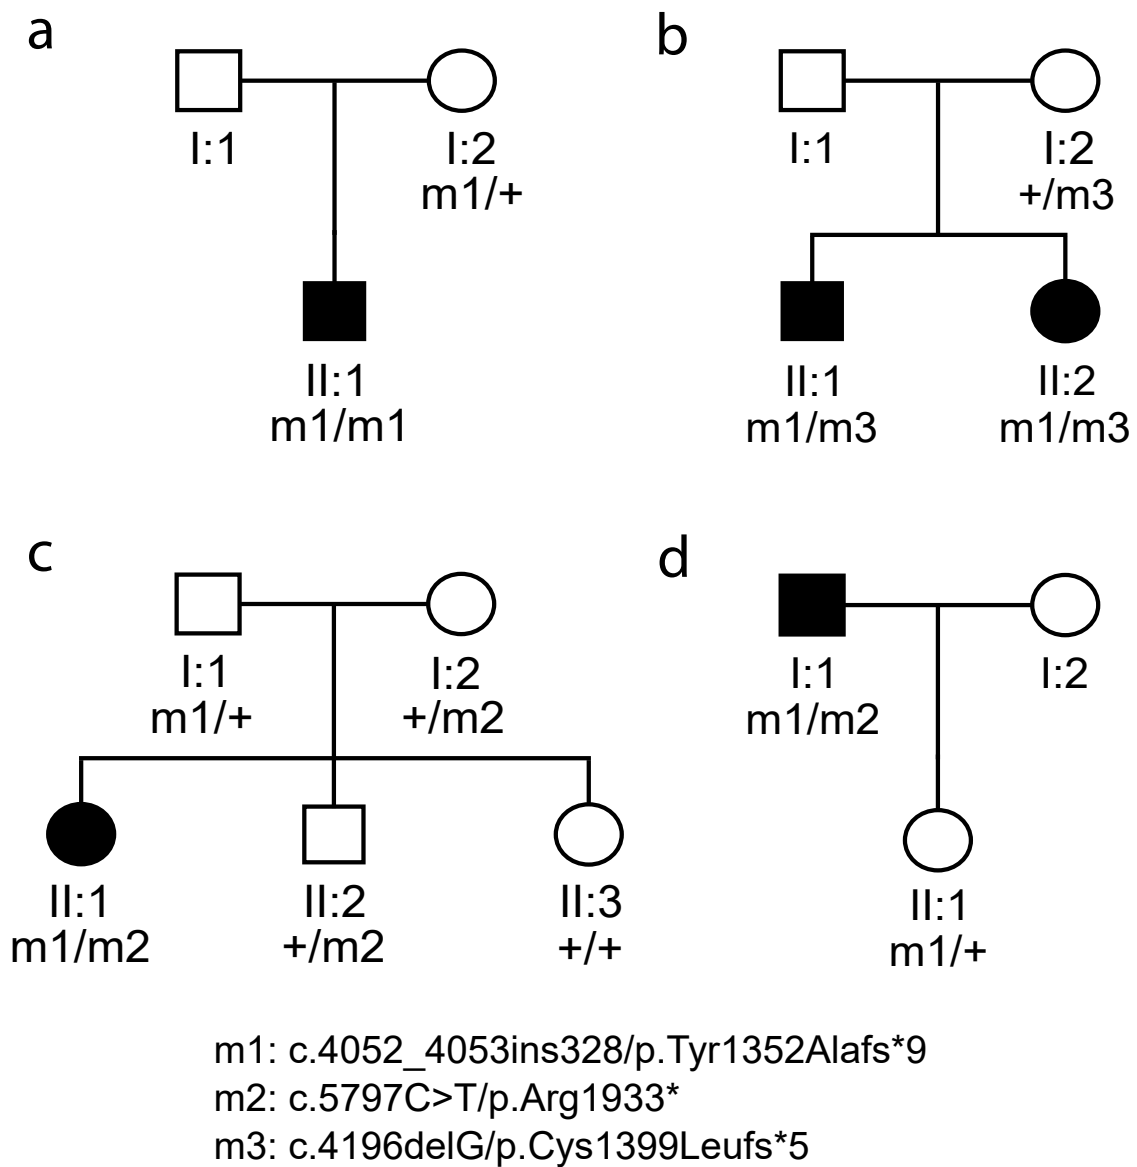 a
b
I:1
I:2
m1/+
I:1
I:2
+/m3
II:1
m1/m1
II:1
m1/m3
II:2
m1/m3
c
d
I:1
m1/+
I:2
+/m2
I:1
m1/m2
I:2
II:1
m1/m2
II:2
+/m2
II:3
+/+
II:1
m1/+
m1: c.4052_4053ins328/p.Tyr1352Alafs*9
m2: c.5797C>T/p.Arg1933*
m3: c.4196delG/p.Cys1399Leufs*5